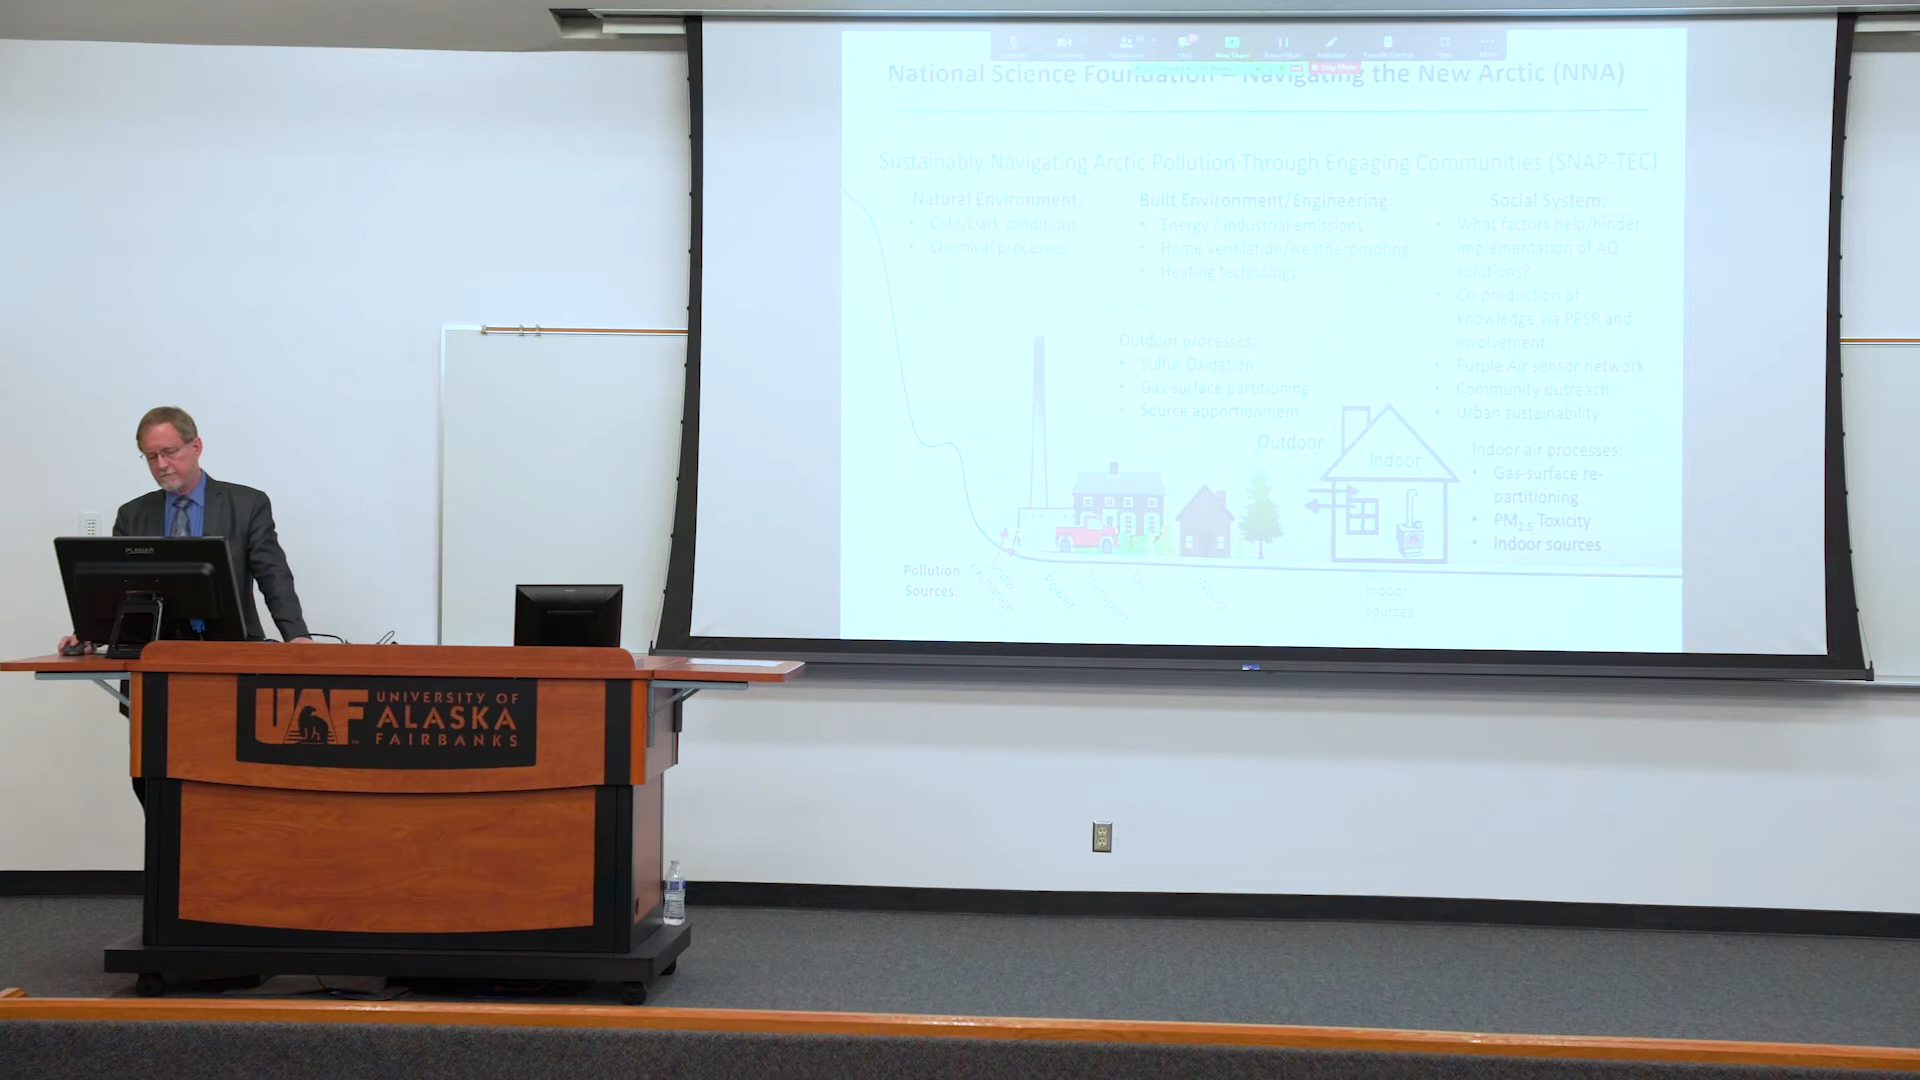 National Science Foundation – Navigating the New Arctic (NNA)
Sustainably Navigating Arctic Pollution Through Engaging Communities (SNAP-TEC)
Natural Environment:
• Cold/Dark conditions
• Chemical processes
Built Environment/Engineering:
• Energy / industrial emissions
• Home ventilation/weatherproofing
• Heating technology
Social System:
• What factors help/hinder
implementation of AQ
solutions?
• Co-production of
knowledge via PPSR and
involvement
• Purple Air sensor network
• Community outreach
• Urban sustainability
Outdoor processes:
• Sulfur Oxidation
• Gas-surface partitioning
• Source apportionment
Outdoor
Indoor
Indoor air processes:
• Gas-surface re-
partitioning
• PM2.5 Toxicity
• Indoor sources
Pollution
Sources:
Snow
exchange
Power
Transport
Oil
Wood
Indoor
sources
PLANAR
UAF
UNIVERSITY OF
ALASKA
FAIRBANKS